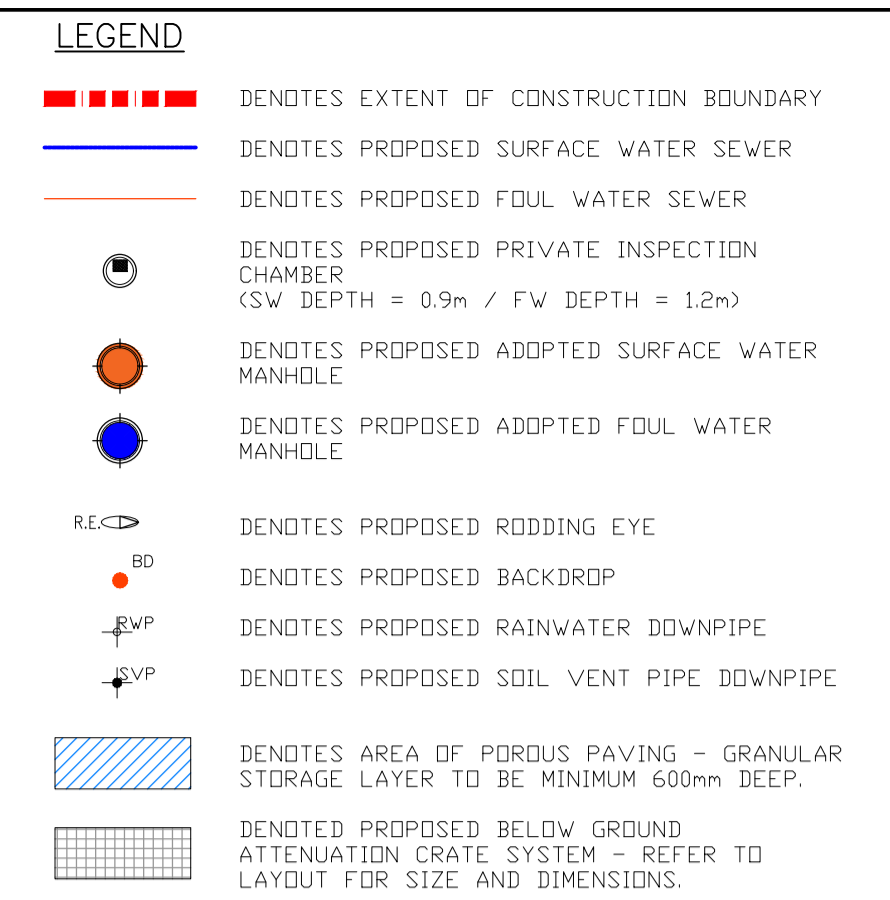 LEGEND
DENOTES EXTENT OF CONSTRUCTION BOUNDARY
DENOTES PROPOSED SURFACE WATER SEWER
DENOTES PROPOSED FOUL WATER SEWER
DENOTES PROPOSED PRIVATE INSPECTION
CHAMBER
(SW DEPTH = 0.9m / FW DEPTH = 1.2m)
DENOTES PROPOSED ADOPTED SURFACE WATER
MANHOLE
DENOTES PROPOSED ADOPTED FOUL WATER
MANHOLE
R.E.
DENOTES PROPOSED RODDING EYE
BD
DENOTES PROPOSED BACKDROP
RWP
DENOTES PROPOSED RAINWATER DOWNPIPE
SVP
DENOTES PROPOSED SOIL VENT PIPE DOWNPIPE
DENOTES AREA OF POROUS PAVING - GRANULAR
STORAGE LAYER TO BE MINIMUM 600mm DEEP.
DENOTED PROPOSED BELOW GROUND
ATTENUATION CRATE SYSTEM - REFER TO
LAYOUT FOR SIZE AND DIMENSIONS.